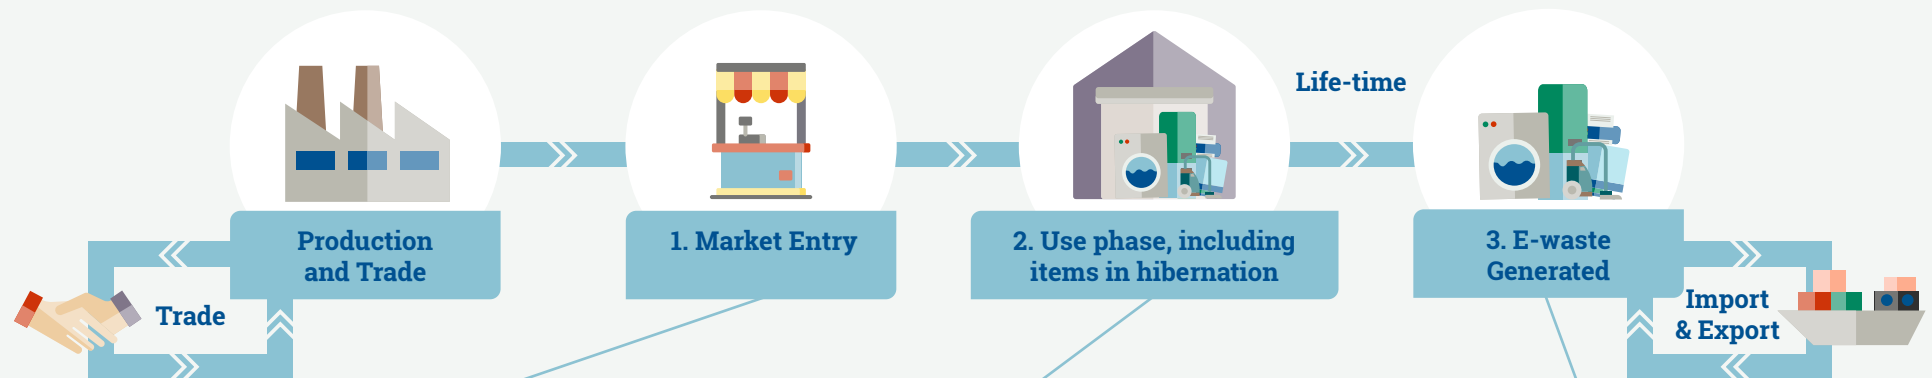 Life-time
Production
and Trade
1. Market Entry
2. Use phase, including
items in hibernation
3. E-waste
Generated
Trade
Import
& Export